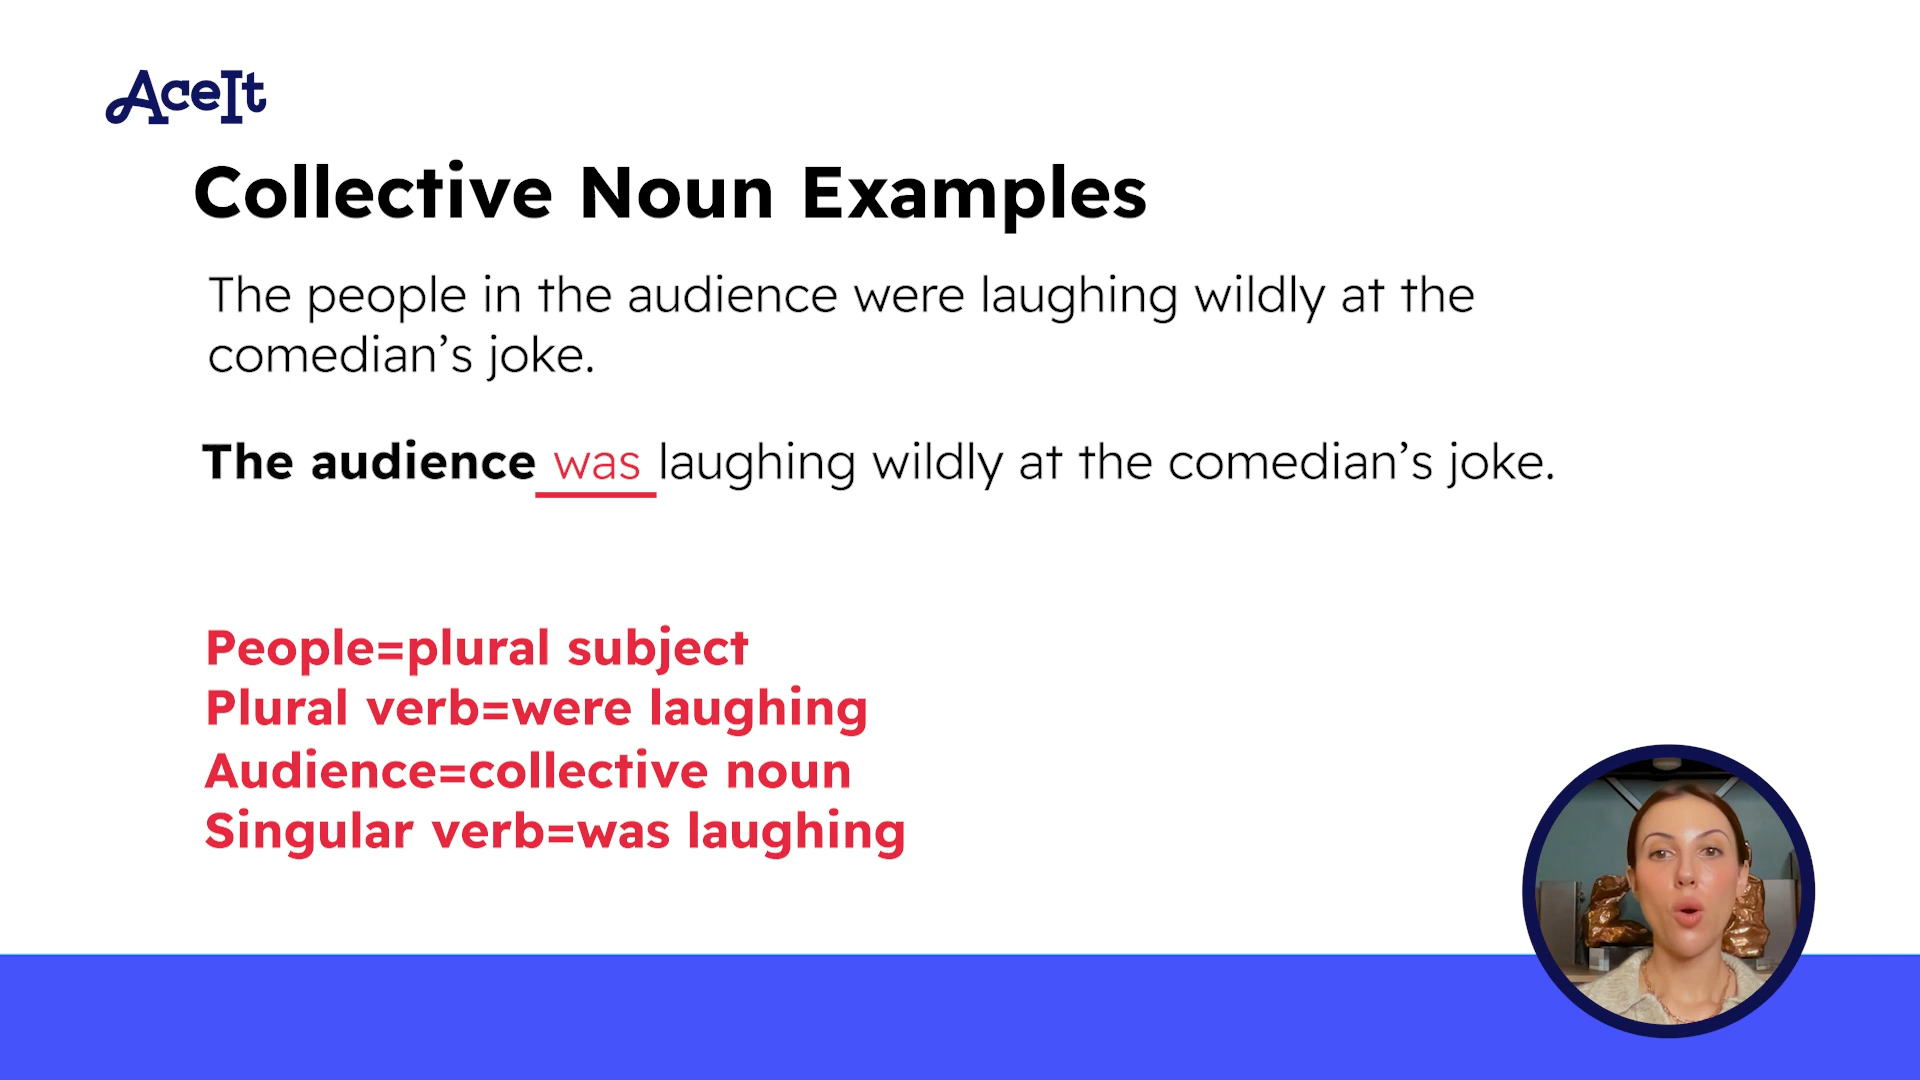 AceIt
Collective Noun Examples
The people in the audience were laughing wildly at the
comedian’s joke.
The audience was laughing wildly at the comedian’s joke.
People=plural subject
Plural verb=were laughing
Audience=collective noun
Singular verb=was laughing